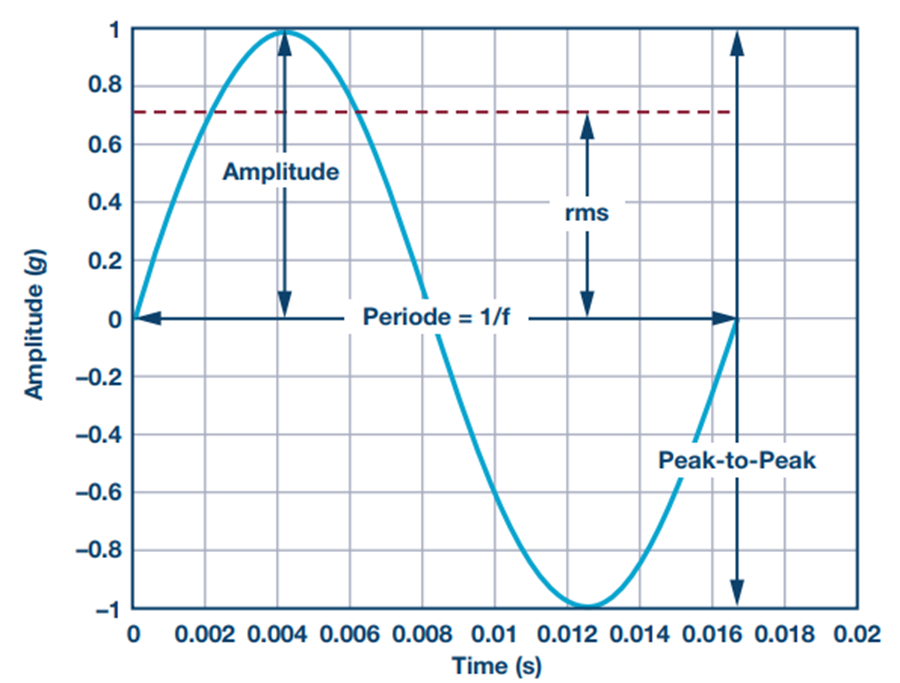 1
0.8
0.6
0.4
0.2
0
−0.2
−0.4
−0.6
−0.8
−1
Amplitude (g)
Amplitude
rms
Periode = 1/f
Peak-to-Peak
0 0.002 0.004 0.006 0.008 0.01 0.012 0.014 0.016 0.018 0.02
Time (s)